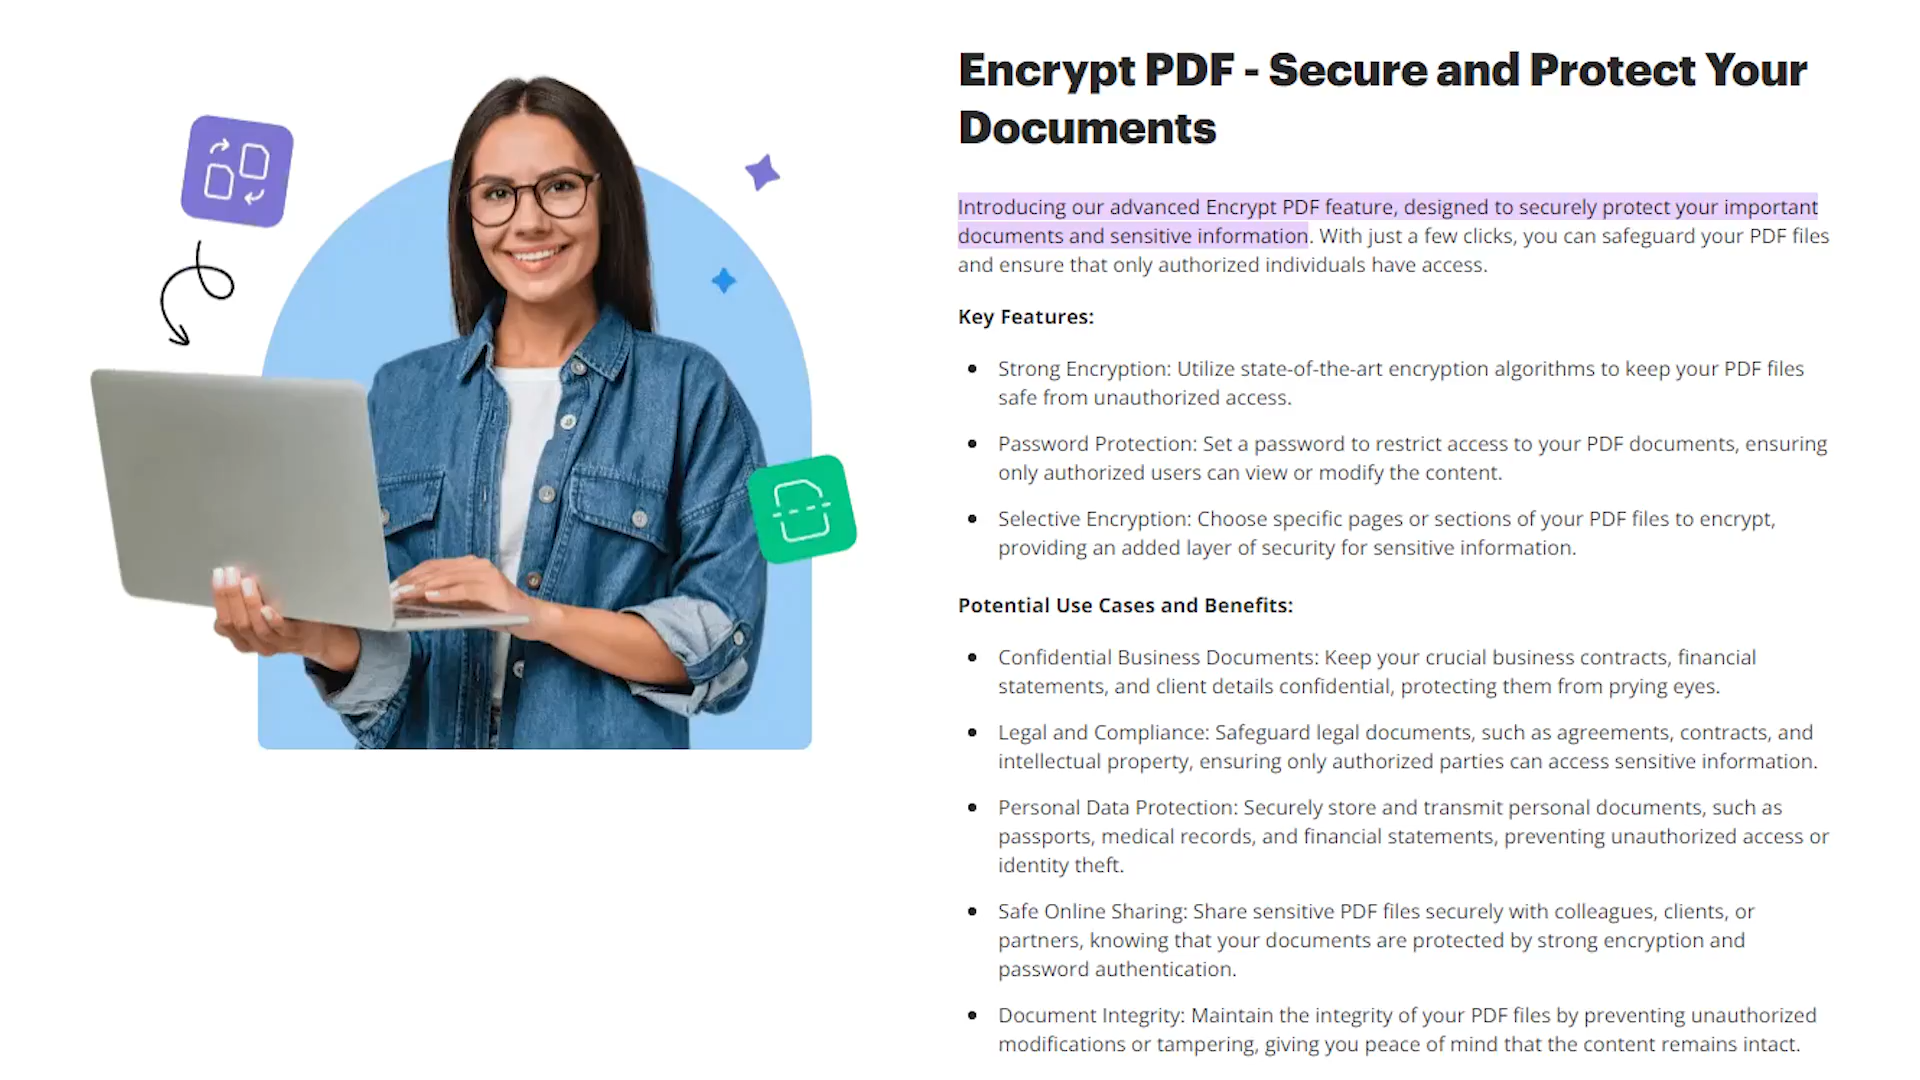 Encrypt PDF - Secure and Protect Your
Documents
Introducing our advanced Encrypt PDF feature, designed to securely protect your important
documents and sensitive information. With just a few clicks, you can safeguard your PDF files
and ensure that only authorized individuals have access.
Key Features:
• Strong Encryption: Utilize state-of-the-art encryption algorithms to keep your PDF files
safe from unauthorized access.
• Password Protection: Set a password to restrict access to your PDF documents, ensuring
only authorized users can view or modify the content.
• Selective Encryption: Choose specific pages or sections of your PDF files to encrypt,
providing an added layer of security for sensitive information.
Potential Use Cases and Benefits:
• Confidential Business Documents: Keep your crucial business contracts, financial
statements, and client details confidential, protecting them from prying eyes.
• Legal and Compliance: Safeguard legal documents, such as agreements, contracts, and
intellectual property, ensuring only authorized parties can access sensitive information.
• Personal Data Protection: Securely store and transmit personal documents, such as
passports, medical records, and financial statements, preventing unauthorized access or
identity theft.
• Safe Online Sharing: Share sensitive PDF files securely with colleagues, clients, or
partners, knowing that your documents are protected by strong encryption and
password authentication.
• Document Integrity: Maintain the integrity of your PDF files by preventing unauthorized
modifications or tampering, giving you peace of mind that the content remains intact.